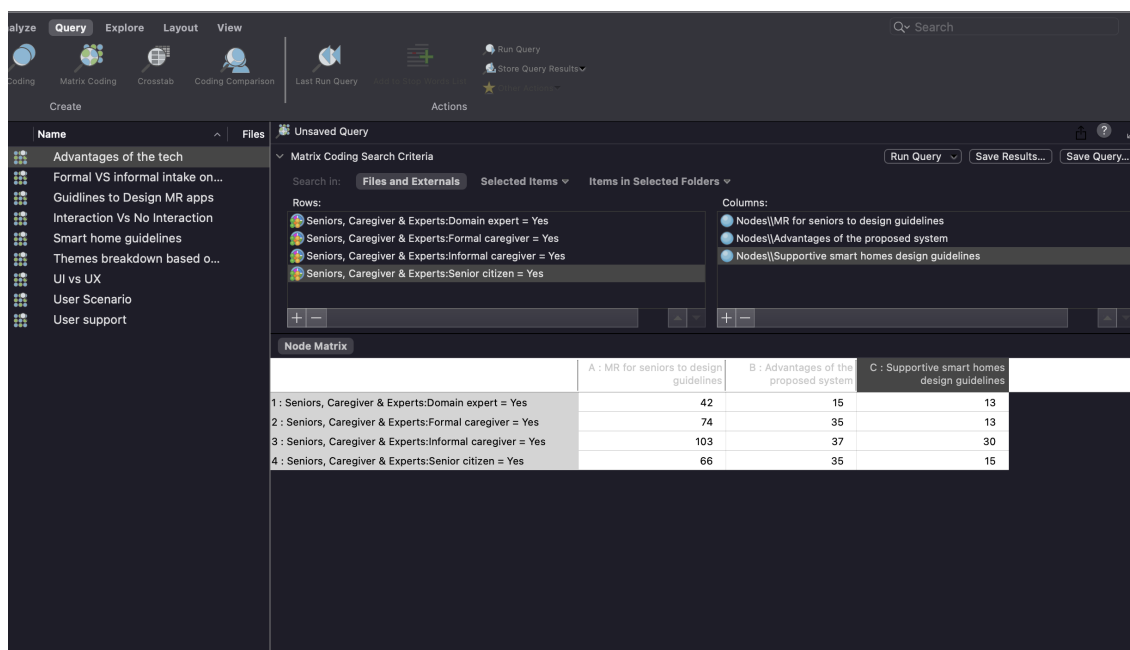 alyze Query Explore Layout View
Search
Coding Matrix Coding Crosstab Coding Comparison Last Run Query
Run Query
Store Query Results
Create Actions
Name Files
Advantages of the tech
Formal VS informal intake on...
Guidlines to Design MR apps
Interaction Vs No Interaction
Smart home guidelines
Themes breakdown based o...
UI vs UX
User Scenario
User support
Unsaved Query
?
Matrix Coding Search Criteria Run Query Save Results... Save Query...
Search in: Files and Externals Selected Items Items in Selected Folders
Rows: Columns:
Seniors, Caregiver & Experts:Domain expert = Yes Nodes\\MR for seniors to design guidelines
Seniors, Caregiver & Experts:Formal caregiver = Yes Nodes\\Advantages of the proposed system
Seniors, Caregiver & Experts:Informal caregiver = Yes Nodes\\Supportive smart homes design guidelines
Seniors, Caregiver & Experts:Senior citizen = Yes
Node Matrix
A : MR for seniors to design B : Advantages of the C : Supportive smart homes
guidelines proposed system design guidelines
1 : Seniors, Caregiver & Experts:Domain expert = Yes 42 15 13
2 : Seniors, Caregiver & Experts:Formal caregiver = Yes 74 35 13
3 : Seniors, Caregiver & Experts:Informal caregiver = Yes 103 37 30
4 : Seniors, Caregiver & Experts:Senior citizen = Yes 66 35 15